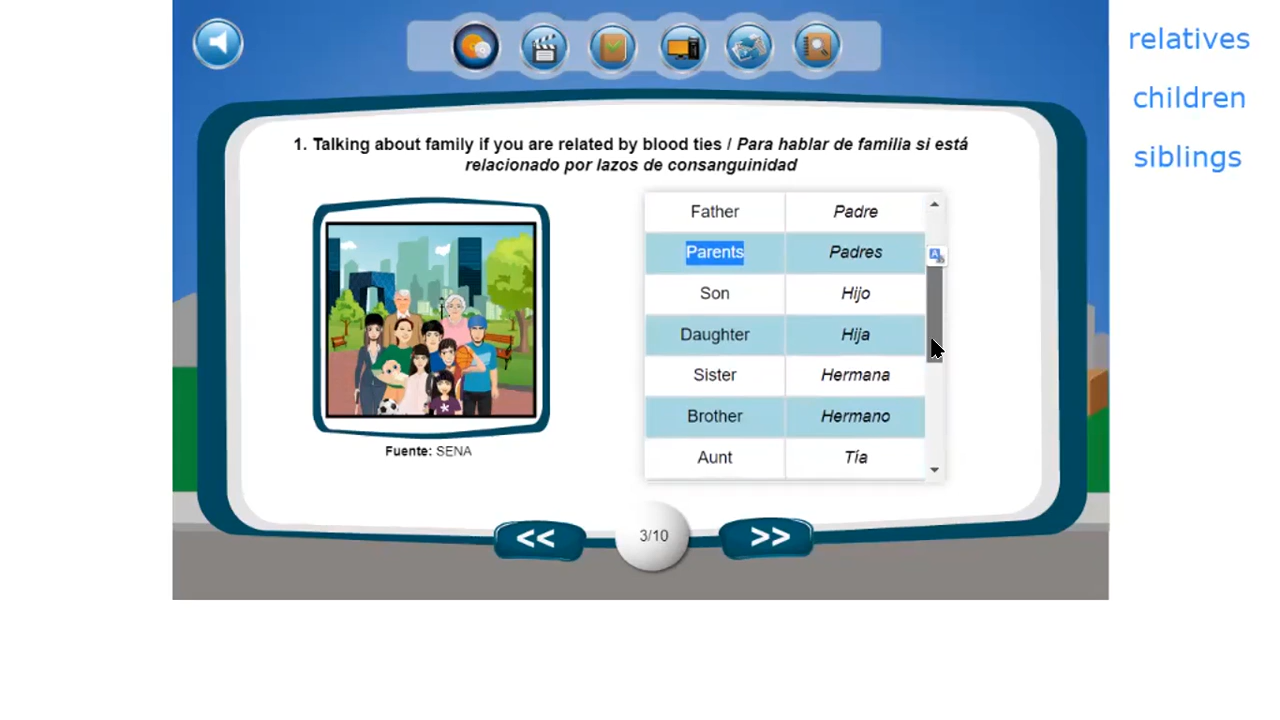 relatives
children
siblings
1. Talking about family if you are related by blood ties / Para hablar de familia si está
relacionado por lazos de consanguinidad
Father Padre
Parents Padres
Son Hijo
Daughter Hija
Sister Hermana
Brother Hermano
Aunt Tía
Fuente: SENA
<< 3/10 >>